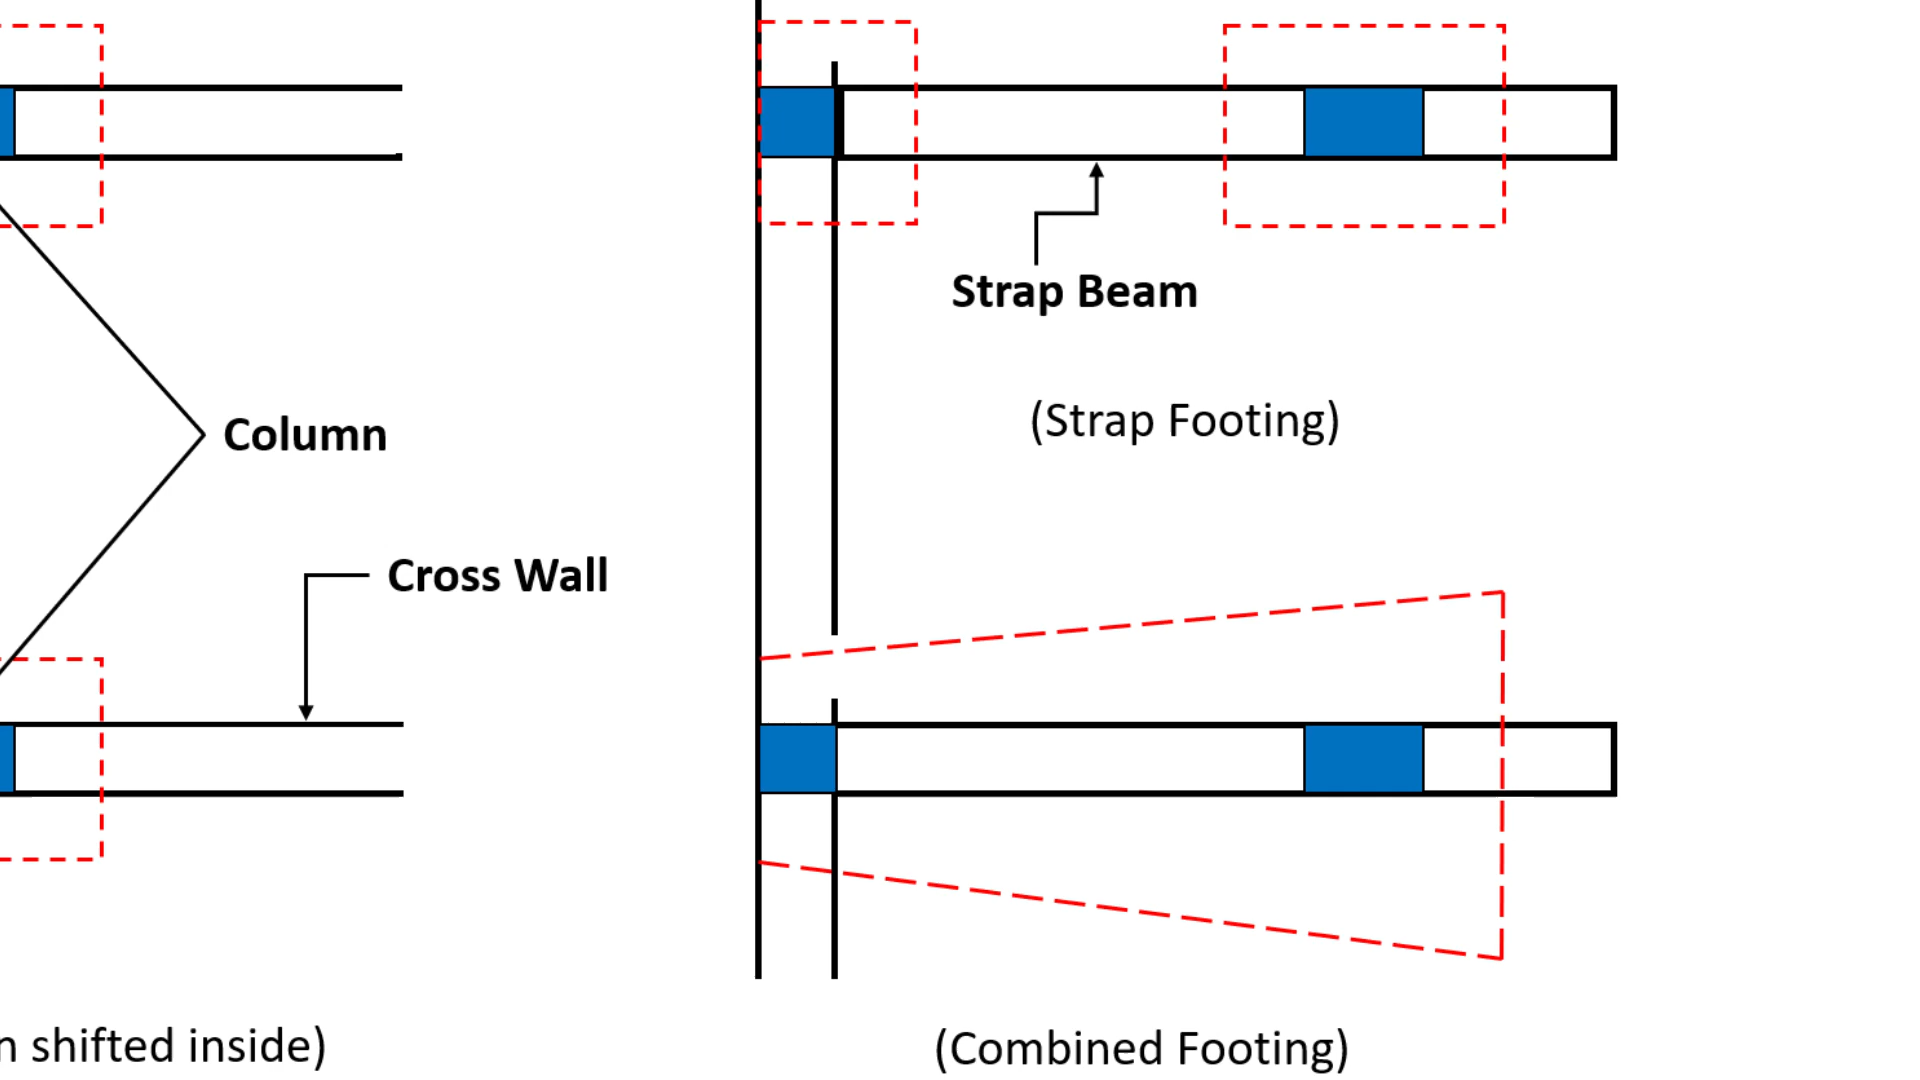 Strap Beam
(Strap Footing)
Column
Cross Wall
shifted inside)
(Combined Footing)